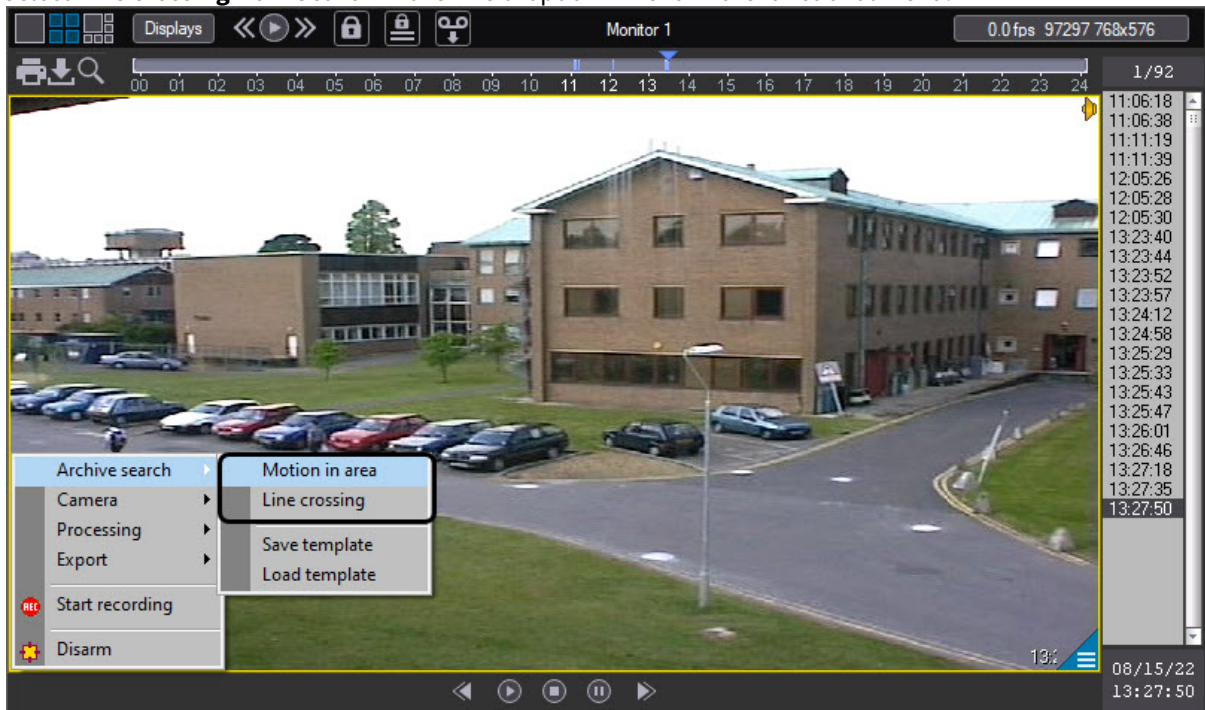 Displays
Monitor 1
0.0 fps 97297 768x576
00 01 02 03 04 05 06 07 08 09 10 11 12 13 14 15 16 17 18 19 20 21 22 23 24
1/92
11:06:18
11:06:38
11:11:19
11:11:39
12:05:26
12:05:28
12:05:30
13:23:40
13:23:44
13:23:52
13:23:57
13:24:12
13:24:58
13:25:29
13:25:33
13:25:43
13:25:47
13:26:01
13:26:46
13:27:18
13:27:35
13:27:50
Archive search
Camera
Processing
Export
REC Start recording
Disarm
Motion in area
Line crossing
Save template
Load template
13:
08/15/22
13:27:50